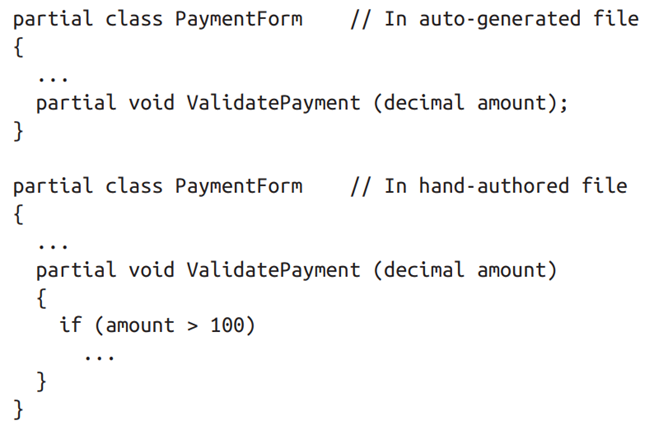 partial class PaymentForm    // In auto-generated file
{
  ...
  partial void ValidatePayment (decimal amount);
}

partial class PaymentForm    // In hand-authored file
{
  ...
  partial void ValidatePayment (decimal amount)
  {
    if (amount > 100)
      ...
  }
}